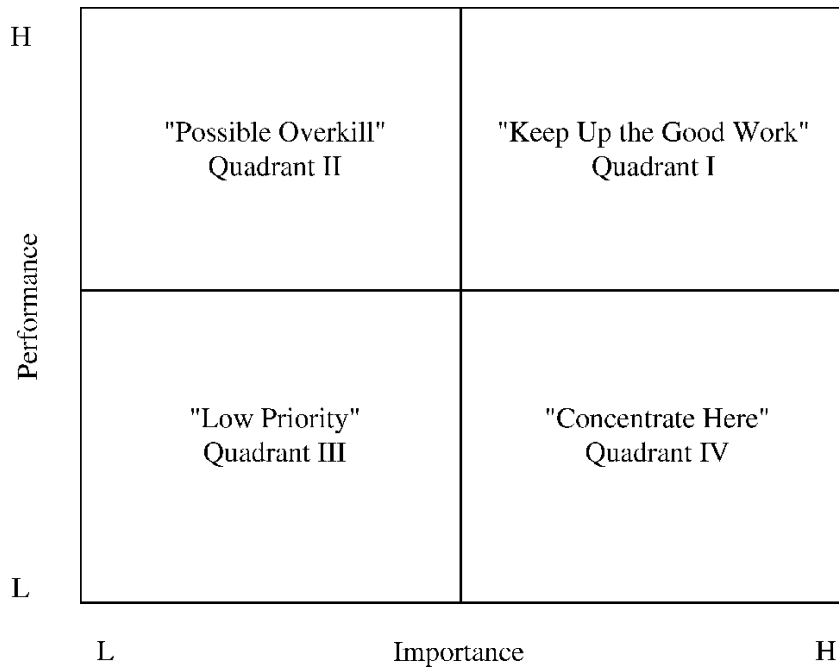 H
"Possible Overkill"
Quadrant II
"Keep Up the Good Work"
Quadrant I
Performance
"Low Priority"
Quadrant III
"Concentrate Here"
Quadrant IV
L
L
Importance
H